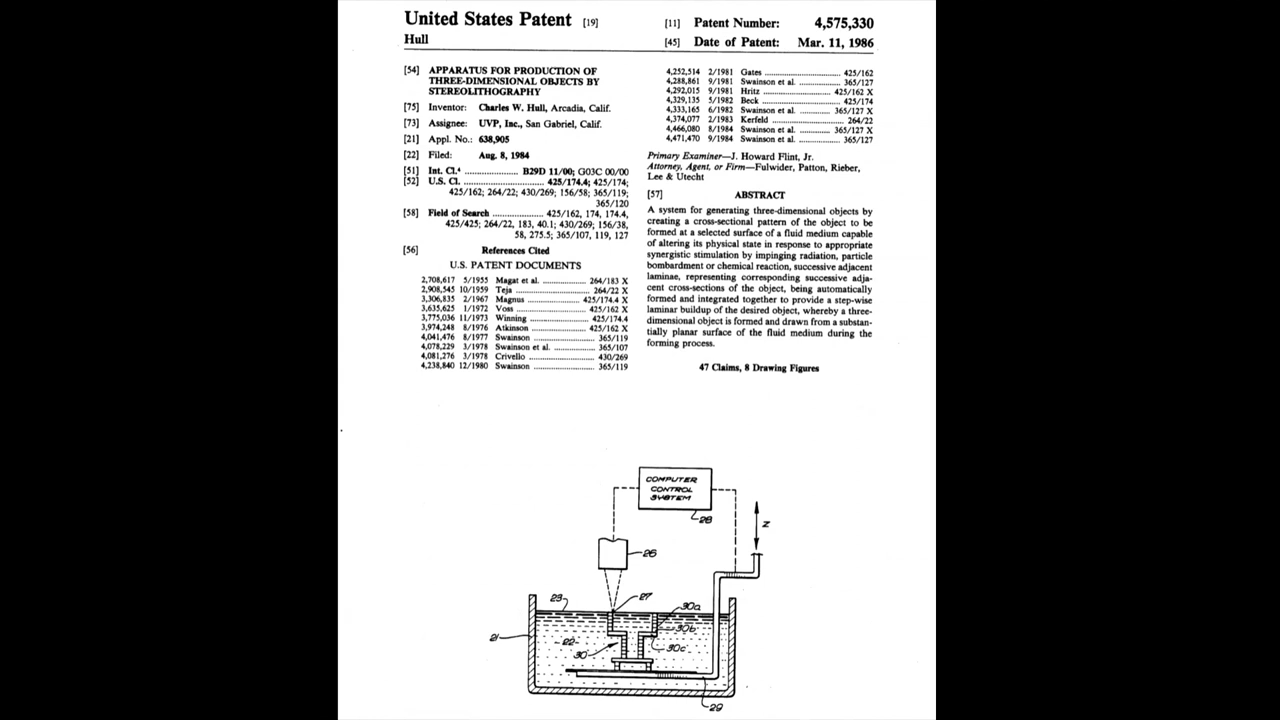 United States Patent [19]
Hull
[11] Patent Number: 4,575,330
[45] Date of Patent: Mar. 11, 1986
[54] APPARATUS FOR PRODUCTION OF
THREE-DIMENSIONAL OBJECTS BY
STEREOLITHOGRAPHY
[75] Inventor: Charles W. Hull, Arcadia, Calif.
[73] Assignee: UVP, Inc., San Gabriel, Calif.
[21] Appl. No.: 638,905
[22] Filed: Aug. 8, 1984
[51] Int. Cl.⁴ ................ B29D 11/00; G03C 00/00
[52] U.S. Cl. ........................ 425/174.4; 425/174;
425/162; 264/22; 430/269; 156/58; 365/119;
365/120
[58] Field of Search ................ 425/162, 174, 174.4,
425/425; 264/22, 183, 40.1; 430/269; 156/38,
58, 275.5; 365/107, 119, 127
[56] References Cited
U.S. PATENT DOCUMENTS
2,708,617 5/1955 Magat et al. .................. 264/183 X
2,908,545 10/1959 Teja ............................ 264/22 X
3,306,835 2/1967 Magnus ....................... 425/174.4 X
3,635,625 1/1972 Voss ............................ 425/162 X
3,775,036 11/1973 Winning ...................... 425/174.4
3,974,248 8/1976 Atkinson ...................... 425/162 X
4,041,476 8/1977 Swainson ...................... 365/119
4,078,229 3/1978 Swainson et al. .............. 365/107
4,081,276 3/1978 Crivello ....................... 430/269
4,238,840 12/1980 Swainson ...................... 365/119
4,252,514 2/1981 Gates ........................... 425/162
4,288,861 9/1981 Swainson et al. .............. 365/127
4,292,015 9/1981 Hritz ........................... 425/162 X
4,329,135 5/1982 Beck ............................ 425/174
4,333,165 6/1982 Swainson et al. ............ 365/127 X
4,374,077 2/1983 Kerfeld ......................... 264/22
4,466,080 8/1984 Swainson et al. ............ 365/127 X
4,471,470 9/1984 Swainson et al. .............. 365/127
Primary Examiner—J. Howard Flint, Jr.
Attorney, Agent, or Firm—Fulwider, Patton, Rieber,
Lee & Utecht
[57] ABSTRACT
A system for generating three-dimensional objects by
creating a cross-sectional pattern of the object to be
formed at a selected surface of a fluid medium capable
of altering its physical state in response to appropriate
synergistic stimulation by impinging radiation, particle
bombardment or chemical reaction, successive adjacent
laminae, representing corresponding successive adja-
cent cross-sections of the object, being automatically
formed and integrated together to provide a step-wise
laminar buildup of the desired object, whereby a three-
dimensional object is formed and drawn from a substan-
tially planar surface of the fluid medium during the
forming process.
47 Claims, 8 Drawing Figures
COMPUTER
CONTROL
SYSTEM
28
Z
26
23
27
30a
30b
21
22
30
30c
29